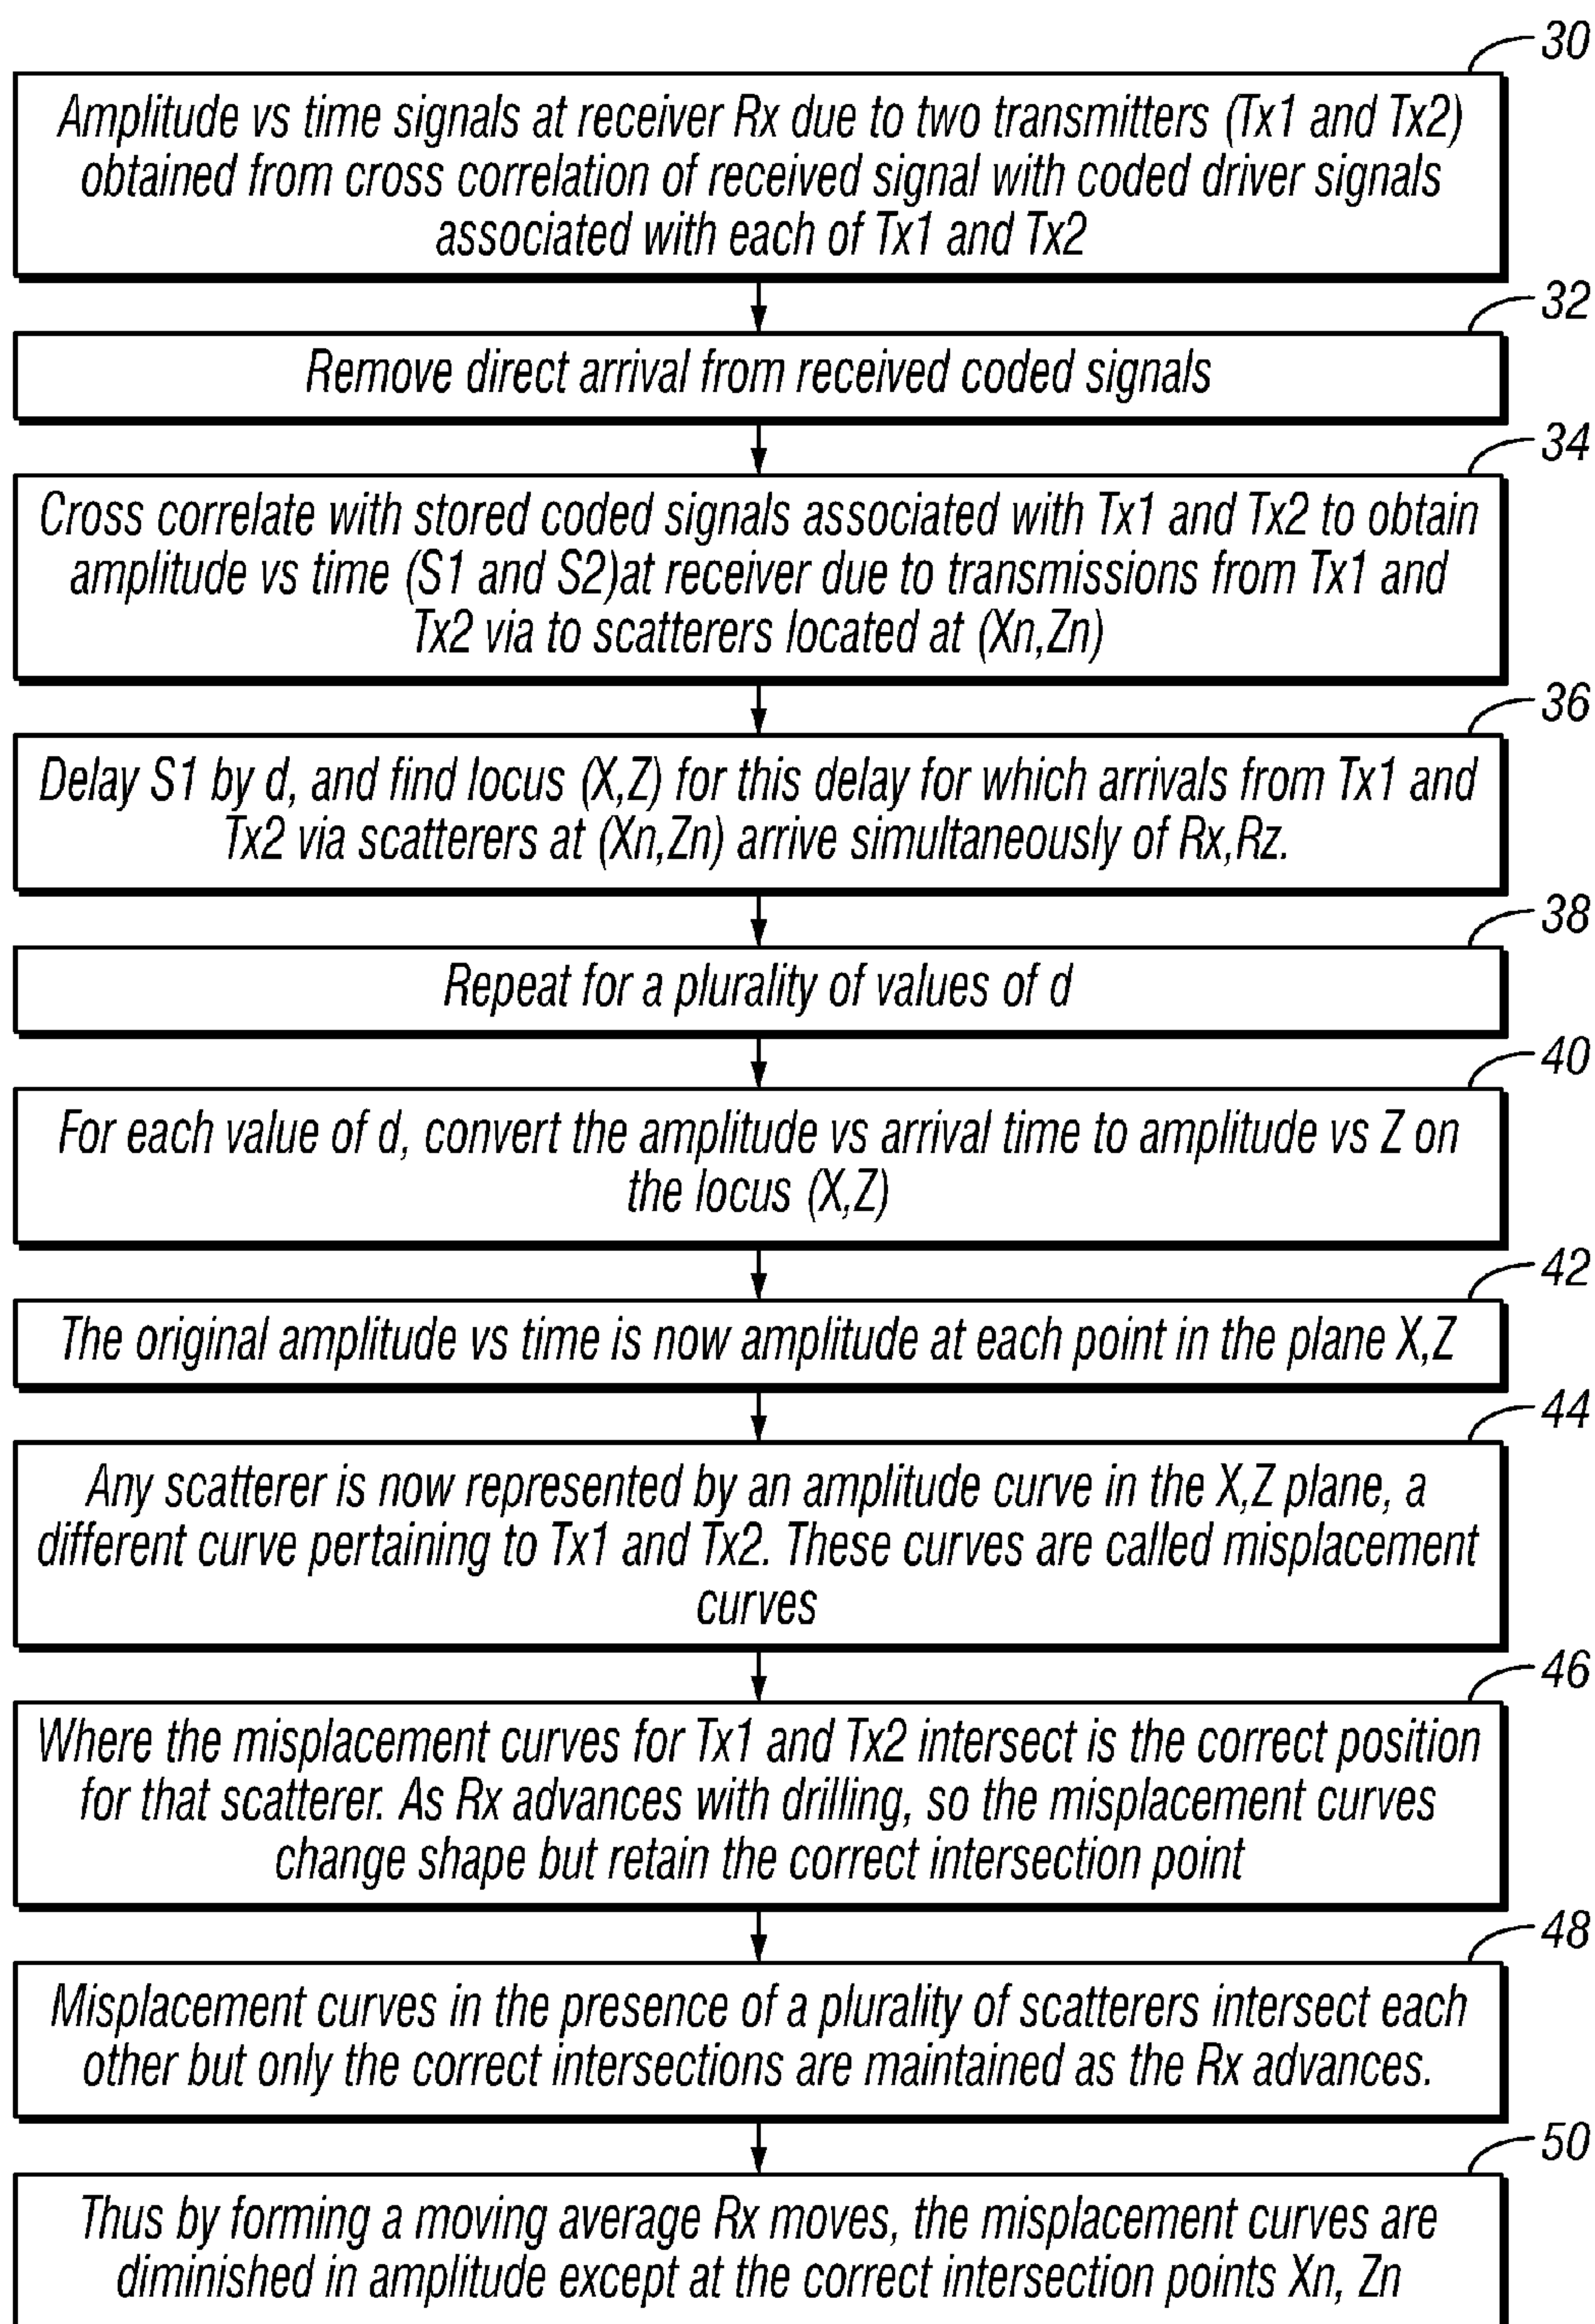 30
Amplitude vs time signals at receiver Rx due to two transmitters (Tx1 and Tx2)
obtained from cross correlation of received signal with coded driver signals
associated with each of Tx1 and Tx2
32
Remove direct arrival from received coded signals
34
Cross correlate with stored coded signals associated with Tx1 and Tx2 to obtain
amplitude vs time (S1 and S2)at receiver due to transmissions from Tx1 and
Tx2 via to scatterers located at (Xn,Zn)
36
Delay S1 by d, and find locus (X,Z) for this delay for which arrivals from Tx1 and
Tx2 via scatterers at (Xn,Zn) arrive simultaneously of Rx,Rz.
38
Repeat for a plurality of values of d
40
For each value of d, convert the amplitude vs arrival time to amplitude vs Z on
the locus (X,Z)
42
The original amplitude vs time is now amplitude at each point in the plane X,Z
44
Any scatterer is now represented by an amplitude curve in the X,Z plane, a
different curve pertaining to Tx1 and Tx2. These curves are called misplacement
curves
46
Where the misplacement curves for Tx1 and Tx2 intersect is the correct position
for that scatterer. As Rx advances with drilling, so the misplacement curves
change shape but retain the correct intersection point
48
Misplacement curves in the presence of a plurality of scatterers intersect each
other but only the correct intersections are maintained as the Rx advances.
50
Thus by forming a moving average Rx moves, the misplacement curves are
diminished in amplitude except at the correct intersection points Xn, Zn